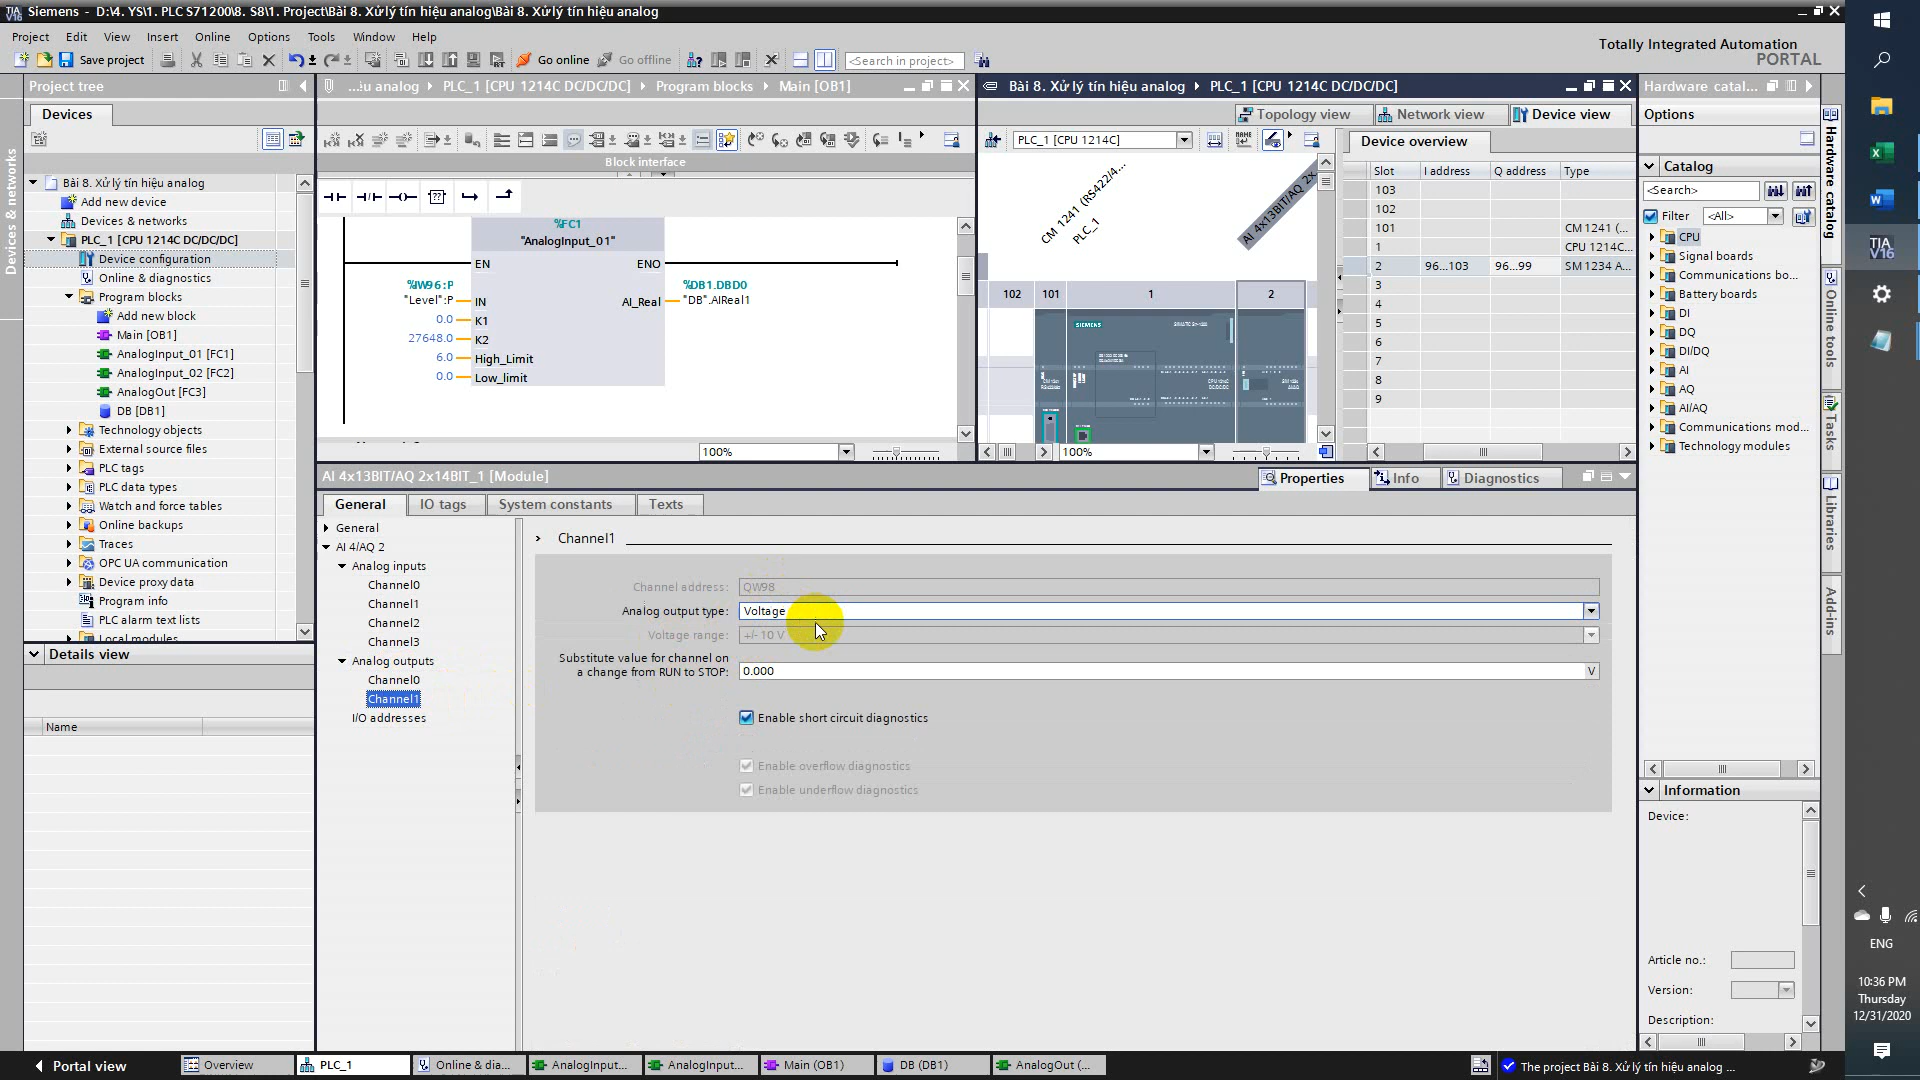 Siemens - D:\4. YS\1. PLC S71200\8. S8\1. Project\Bài 8. Xử lý tín hiệu analog\Bài 8. Xử lý tín hiệu analog
Project Edit View Insert Online Options Tools Window Help
Totally Integrated Automation
PORTAL
Save project
Go online
Go offline
<Search in project>
Project tree
Devices
Devices & networks
Bài 8. Xử lý tín hiệu analog
Add new device
Devices & networks
PLC_1 [CPU 1214C DC/DC/DC]
Device configuration
Online & diagnostics
Program blocks
Add new block
Main [OB1]
AnalogInput_01 [FC1]
AnalogInput_02 [FC2]
AnalogOut [FC3]
DB [DB1]
Technology objects
External source files
PLC tags
PLC data types
Watch and force tables
Online backups
Traces
OPC UA communication
Device proxy data
Program info
PLC alarm text lists
Local modules
Details view
Name
...ệu analog PLC_1 [CPU 1214C DC/DC/DC] Program blocks Main [OB1]
Block interface
%FC1
"AnalogInput_01"
EN ENO
%IW96:P
"Level":P IN
0.0 K1
27648.0 K2
6.0 High_Limit
0.0 Low_limit
%DB1.DBD0
AI_Real "DB".AIReal1
100%
Bài 8. Xử lý tín hiệu analog PLC_1 [CPU 1214C DC/DC/DC]
Topology view Network view Device view
PLC_1 [CPU 1214C]
CM 1241 (RS422/4...
PLC_1
AI 4x13BIT/AQ 2x...
102 101 1 2
SIEMENS
100%
Device overview
Slot I address Q address Type
103
102
101 CM 1241 (...
1 CPU 1214C...
2 96...103 96...99 SM 1234 A...
3
4
5
6
7
8
9
AI 4x13BIT/AQ 2x14BIT_1 [Module]
Properties Info Diagnostics
General IO tags System constants Texts
General
AI 4/AQ 2
Analog inputs
Channel0
Channel1
Channel2
Channel3
Analog outputs
Channel0
Channel1
I/O addresses
Channel1
Channel address: QW98
Analog output type: Voltage
Voltage range: +/- 10 V
Substitute value for channel on
a change from RUN to STOP: 0.000 V
Enable short circuit diagnostics
Enable overflow diagnostics
Enable underflow diagnostics
Hardware catal...
Options
Catalog
<Search>
Filter <All>
CPU
Signal boards
Communications bo...
Battery boards
DI
DQ
DI/DQ
AI
AQ
AI/AQ
Communications mod...
Technology modules
Information
Device:
Article no.:
Version:
Description:
Hardware catalog
Online tools
Tasks
Libraries
Add-ins
Portal view Overview PLC_1 Online & dia... AnalogInput... AnalogInput... Main (OB1) DB (DB1) AnalogOut (...
The project Bài 8. Xử lý tín hiệu analog ...
TIA
V16
ENG
10:36 PM
Thursday
12/31/2020